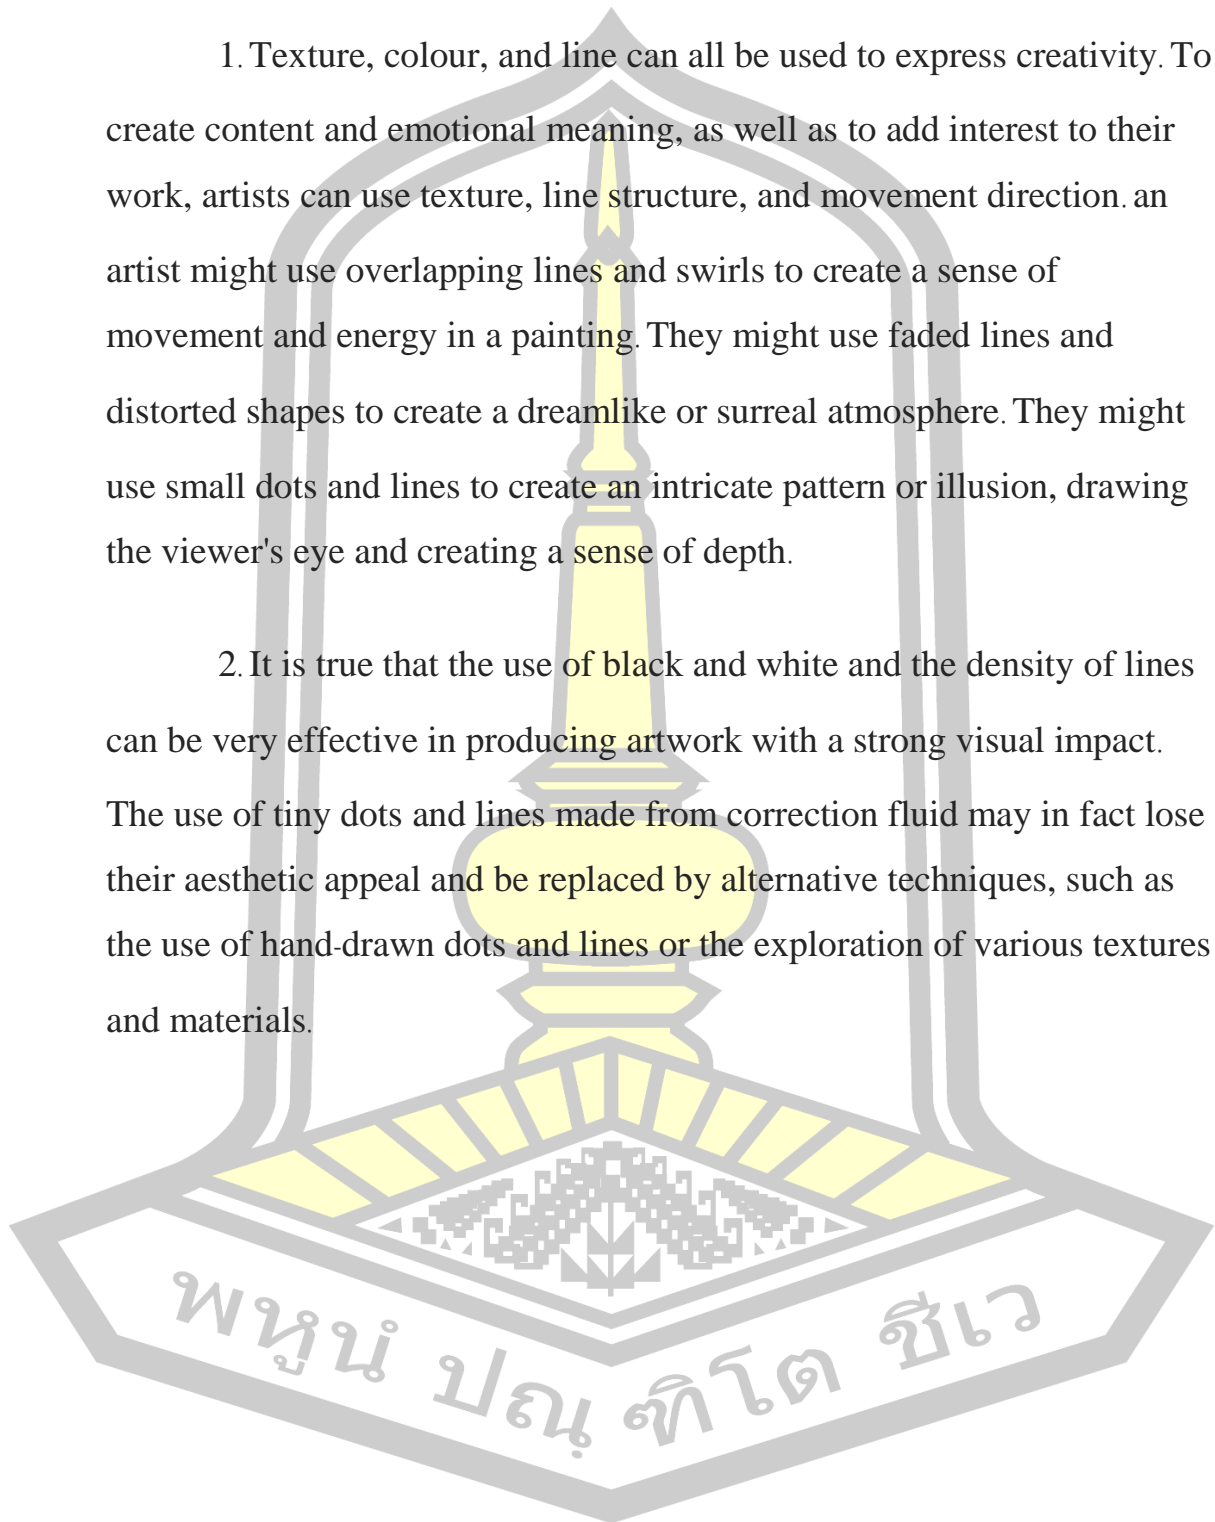 1. Texture, colour, and line can all be used to express creativity. To
create content and emotional meaning, as well as to add interest to their
work, artists can use texture, line structure, and movement direction. an
artist might use overlapping lines and swirls to create a sense of
movement and energy in a painting. They might use faded lines and
distorted shapes to create a dreamlike or surreal atmosphere. They might
use small dots and lines to create an intricate pattern or illusion, drawing
the viewer's eye and creating a sense of depth.
2. It is true that the use of black and white and the density of lines
can be very effective in producing artwork with a strong visual impact.
The use of tiny dots and lines made from correction fluid may in fact lose
their aesthetic appeal and be replaced by alternative techniques, such as
the use of hand-drawn dots and lines or the exploration of various textures
and materials.
พหูนํ ปณฺ ฑิโต ชีเว